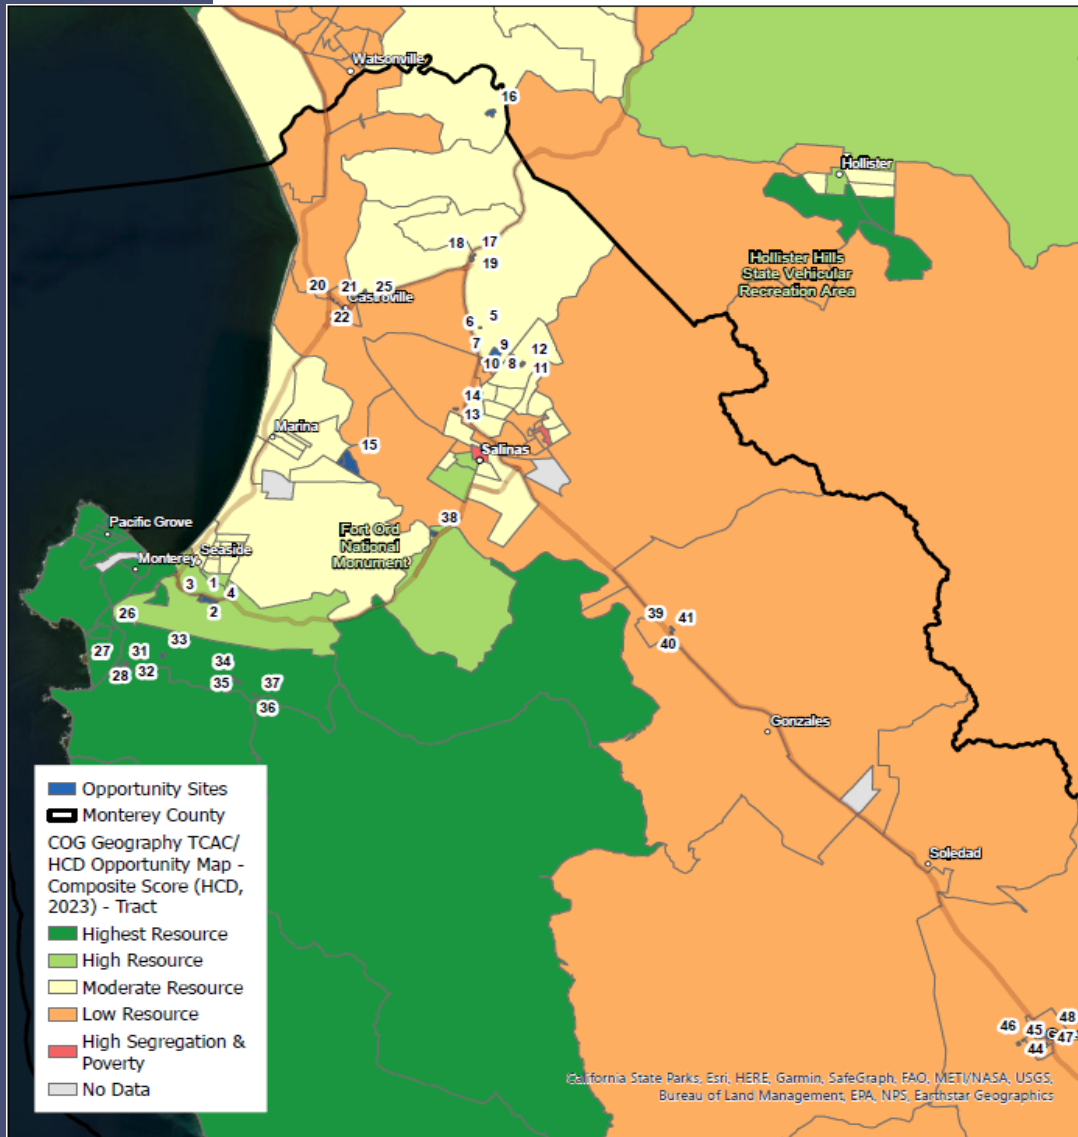 Watsonville
16
Hollister
Hollister Hills
State Vehicular
Recreation Area
18
17
19
20
21
25
Castroville
22
5
6
7
9
12
10
8
11
14
13
Marina
15
Salinas
38
Fort Ord
National
Monument
Pacific Grove
Seaside
Monterey
3
1
4
2
26
33
27
31
28
32
34
35
37
36
39
41
40
Gonzales
Soledad
46
45
48
47
44
Opportunity Sites
Monterey County
COG Geography TCAC/
HCD Opportunity Map -
Composite Score (HCD,
2023) - Tract
Highest Resource
High Resource
Moderate Resource
Low Resource
High Segregation &
Poverty
No Data
California State Parks, Esri, HERE, Garmin, SafeGraph, FAO, METI/NASA, USGS,
Bureau of Land Management, EPA, NPS, Earthstar Geographics